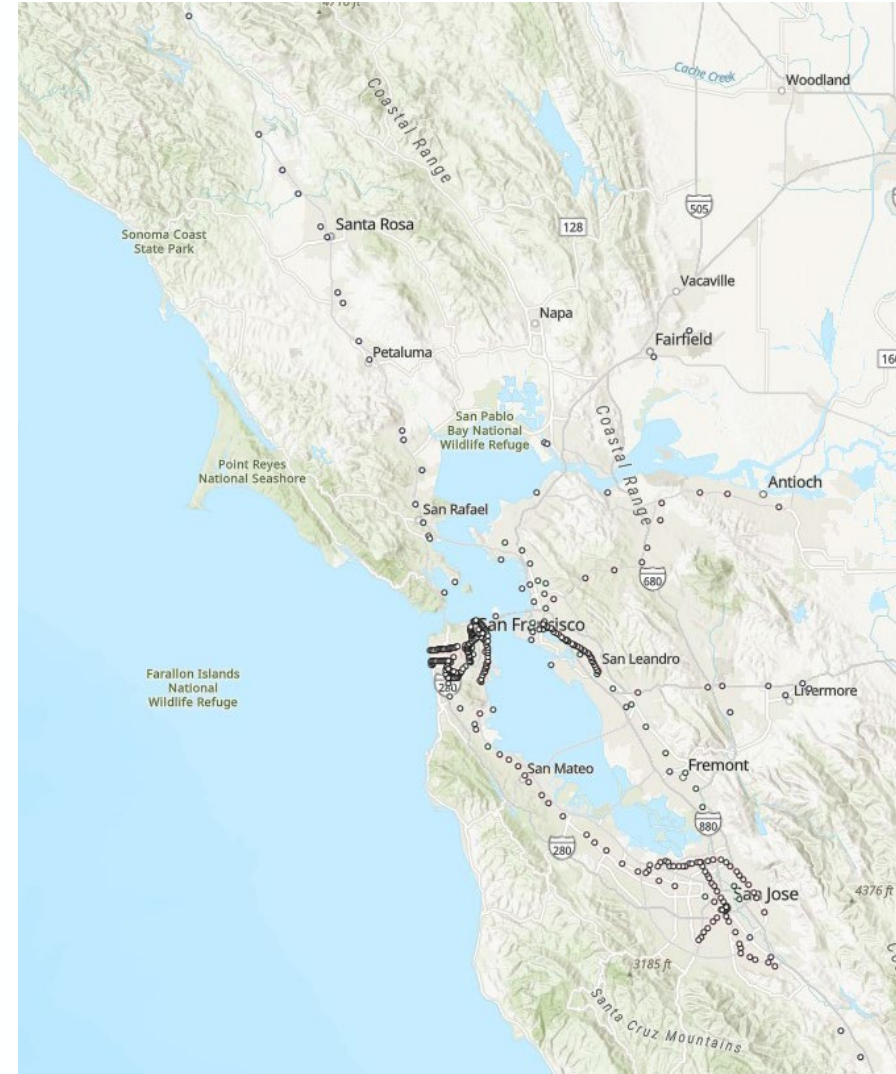 4710 ft
Cache Creek
Woodland
Coastal
Range
505
128
Santa Rosa
Sonoma Coast
State Park
Vacaville
Napa
Fairfield
Petaluma
San Pablo
Bay National
Wildlife Refuge
Coastal Range
Point Reyes
National Seashore
Antioch
San Rafael
680
San Francisco
San Leandro
280
Farallon Islands
National
Wildlife Refuge
Livermore
Fremont
San Mateo
880
280
San Jose
4376 ft
3185 ft
Santa Cruz Mountains